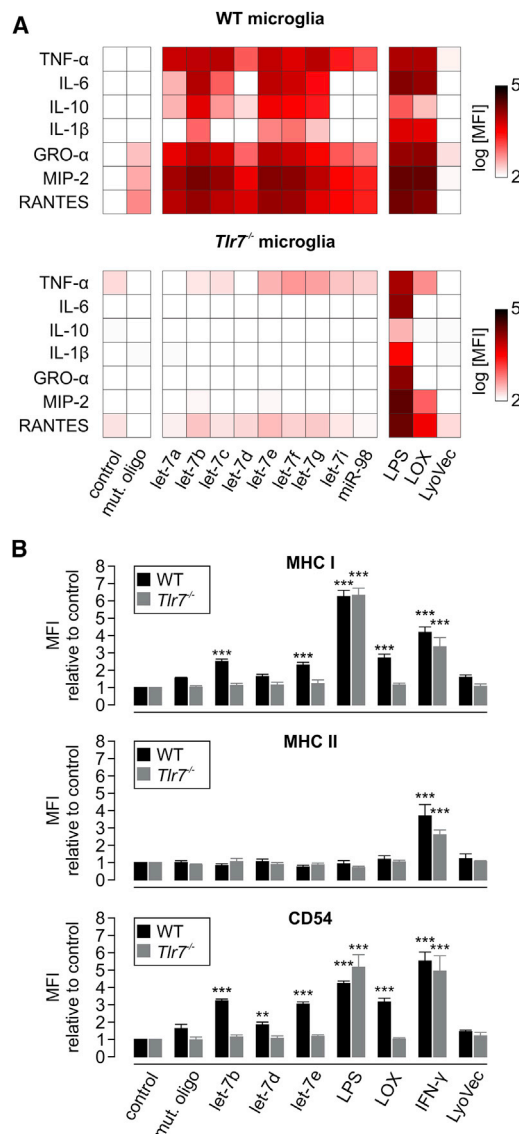 A
WT microglia
TNF-α
IL-6
IL-10
IL-1β
GRO-α
MIP-2
RANTES
5
log [MFI]
2
Tlr7-/- microglia
TNF-α
IL-6
IL-10
IL-1β
GRO-α
MIP-2
RANTES
5
log [MFI]
2
control
mut. oligo
let-7a
let-7b
let-7c
let-7d
let-7e
let-7f
let-7g
let-7i
miR-98
LPS
LOX
LyoVec
B
MHC I
MFI
relative to control
8
7
6
5
4
3
2
1
0
WT
Tlr7-/-
*** *** *** *** *** *** ***
MHC II
MFI
relative to control
8
7
6
5
4
3
2
1
0
WT
Tlr7-/-
*** ***
CD54
MFI
relative to control
8
7
6
5
4
3
2
1
0
WT
Tlr7-/-
*** ** *** *** *** *** *** ***
control
mut. oligo
let-7b
let-7d
let-7e
LPS
LOX
IFN-γ
LyoVec